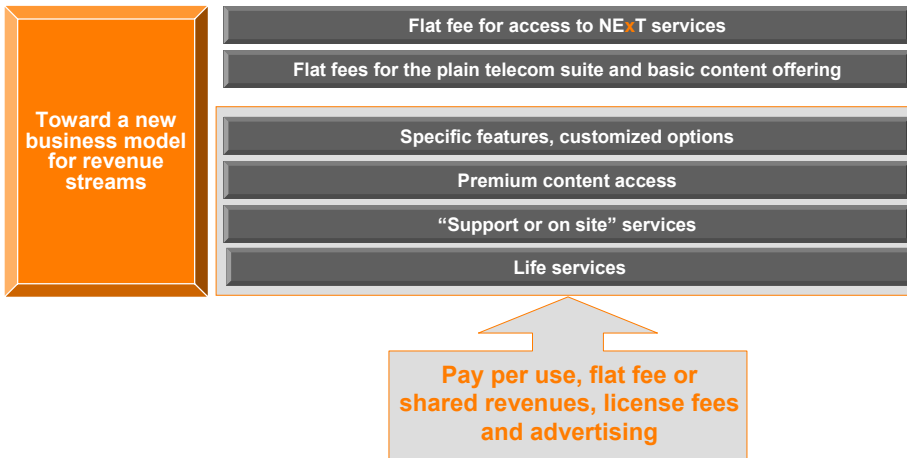 Flat fee for access to NExT services
Flat fees for the plain telecom suite and basic content offering
Toward a new
business model
for revenue
streams
Specific features, customized options
Premium content access
“Support or on site” services
Life services
Pay per use, flat fee or
shared revenues, license fees
and advertising